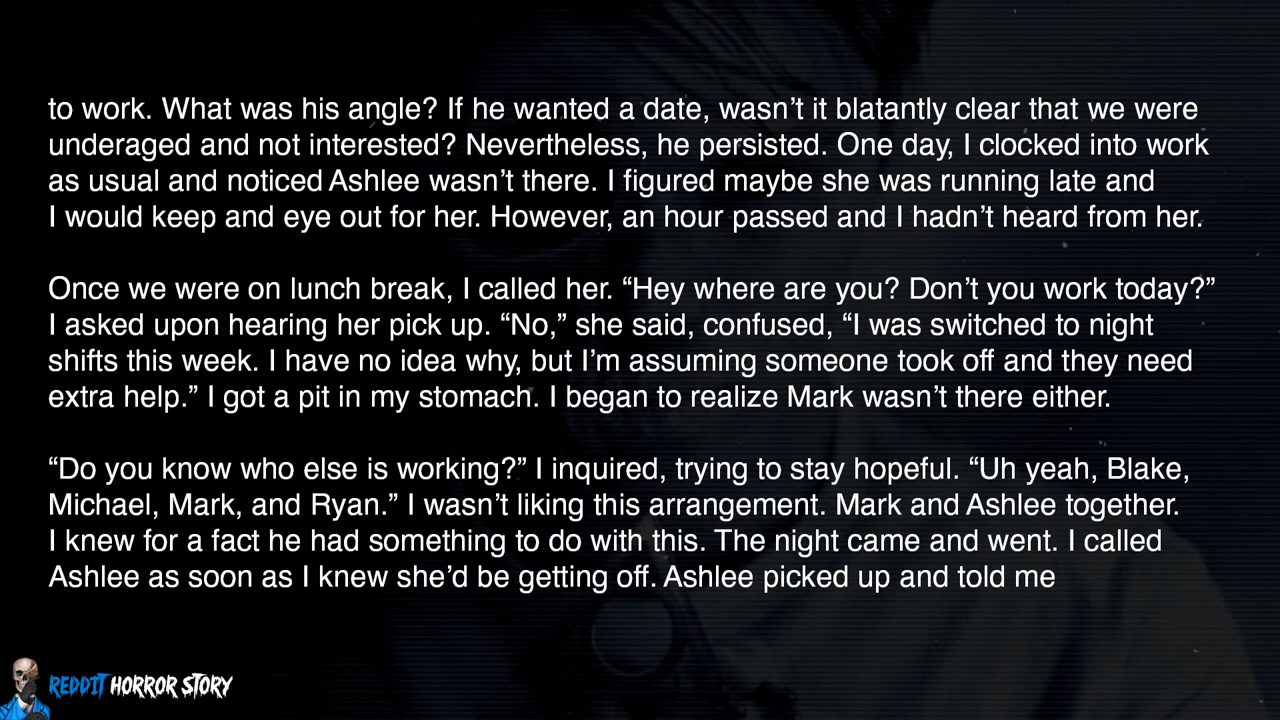 to work. What was his angle? If he wanted a date, wasn’t it blatantly clear that we were
underaged and not interested? Nevertheless, he persisted. One day, I clocked into work
as usual and noticed Ashlee wasn’t there. I figured maybe she was running late and
I would keep and eye out for her. However, an hour passed and I hadn’t heard from her.
Once we were on lunch break, I called her. “Hey where are you? Don’t you work today?”
I asked upon hearing her pick up. “No,” she said, confused, “I was switched to night
shifts this week. I have no idea why, but I’m assuming someone took off and they need
extra help.” I got a pit in my stomach. I began to realize Mark wasn’t there either.
“Do you know who else is working?” I inquired, trying to stay hopeful. “Uh yeah, Blake,
Michael, Mark, and Ryan.” I wasn’t liking this arrangement. Mark and Ashlee together.
I knew for a fact he had something to do with this. The night came and went. I called
Ashlee as soon as I knew she’d be getting off. Ashlee picked up and told me
REDDIT HORROR STORY